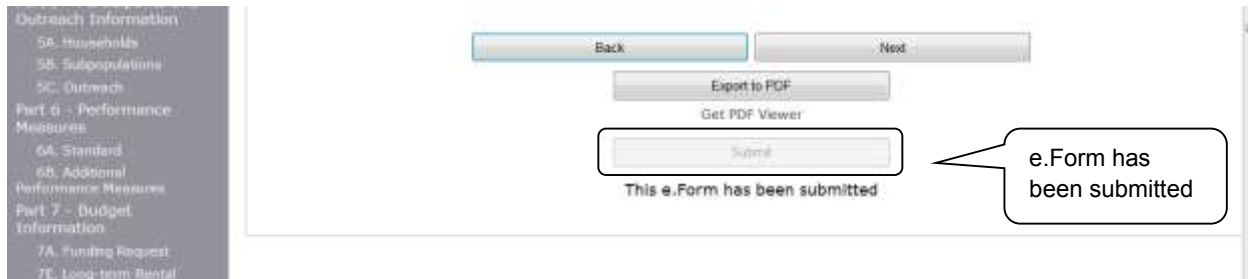 Outreach Information
5A. Households
5B. Subpopulations
5C. Outreach
Part 6 - Performance
Measures
6A. Standard
6B. Additional
Performance Measures
Part 7 - Budget
Information
7A. Funding Request
7E. Long-term Rental
Back
Next
Export to PDF
Get PDF Viewer
Submit
This e.Form has been submitted
e.Form has
been submitted